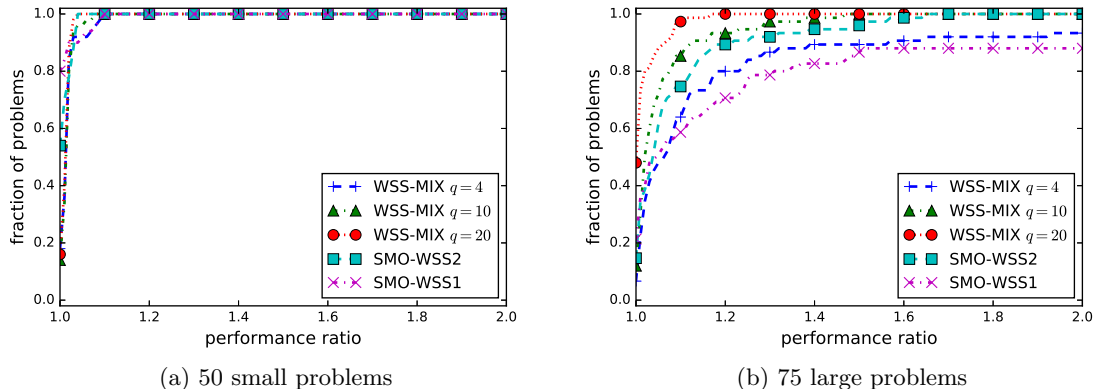 1.0
0.8
0.6
0.4
0.2
0.0
fraction of problems
1.0 1.2 1.4 1.6 1.8 2.0
performance ratio
WSS-MIX q = 4
WSS-MIX q = 10
WSS-MIX q = 20
SMO-WSS2
SMO-WSS1
(a) 50 small problems
1.0
0.8
0.6
0.4
0.2
0.0
fraction of problems
1.0 1.2 1.4 1.6 1.8 2.0
performance ratio
WSS-MIX q = 4
WSS-MIX q = 10
WSS-MIX q = 20
SMO-WSS2
SMO-WSS1
(b) 75 large problems